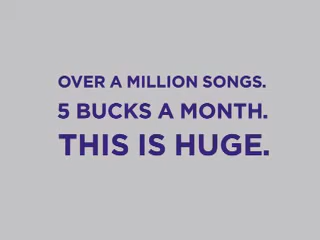 OVER A MILLION SONGS.
5 BUCKS A MONTH.
THIS IS HUGE.